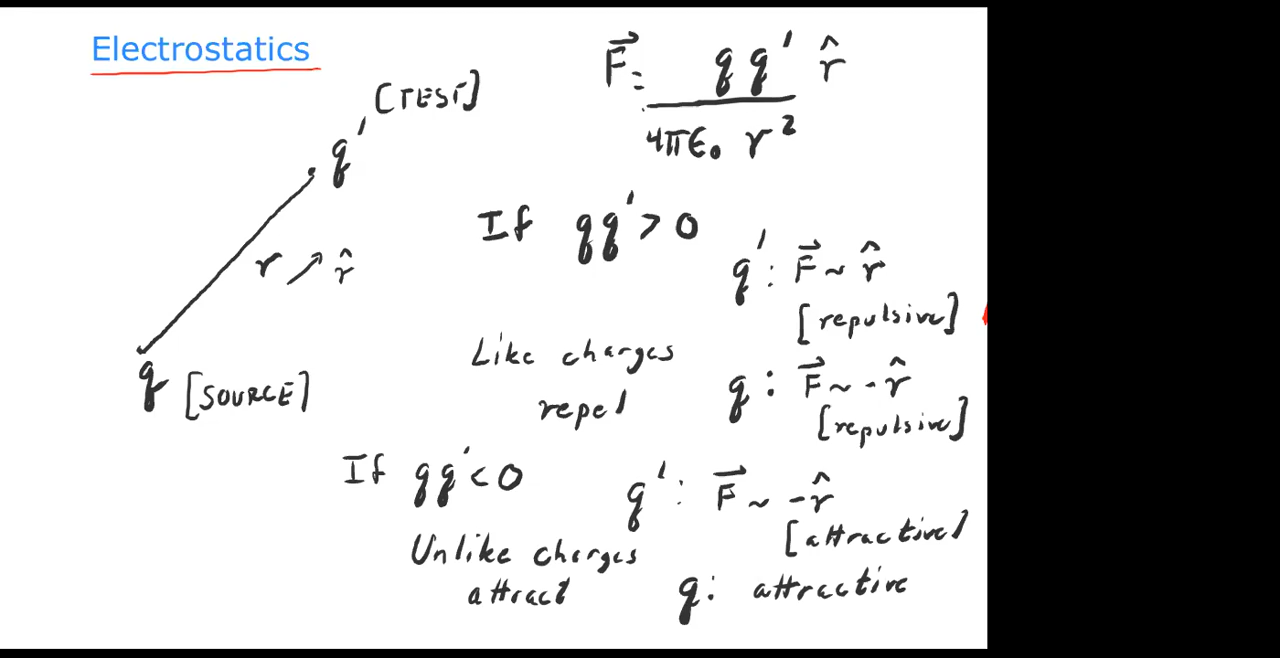 Electrostatics
F⃗ = qq' r̂ / 4πϵ₀ r²
[TEST]
q'
r ↗ r̂
q [SOURCE]
If qq' > 0
q' : F⃗ ~ r̂
[repulsive]
Like charges
repel
q : F⃗ ~ -r̂
[repulsive]
If qq' < 0
q' : F⃗ ~ -r̂
[attractive]
Unlike charges
attract
q: attractive